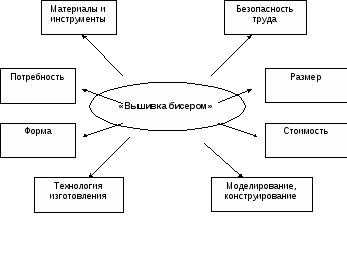 Материалы и
инструменты
Безопасность
труда
Потребность
Размер
«Вышивка бисером»
Форма
Стоимость
Технология
изготовления
Моделирование,
конструирование